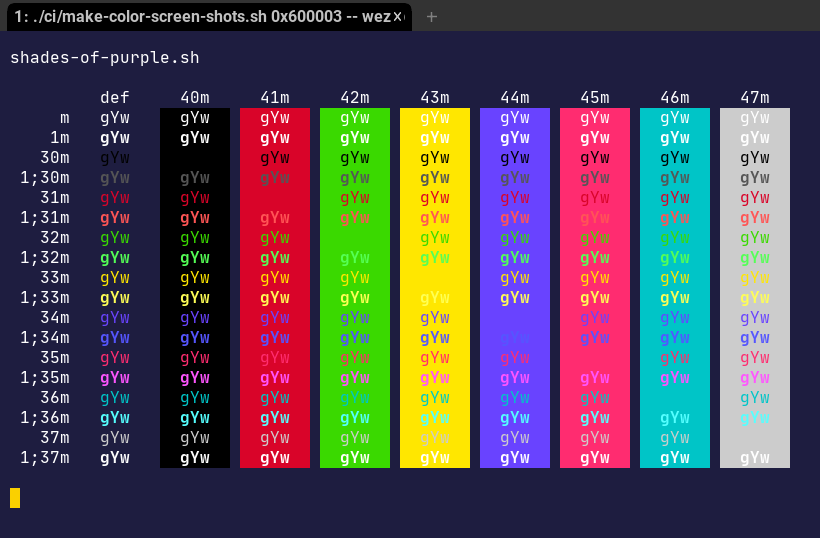 1: ./ci/make-color-screen-shots.sh 0x600003 -- wez
shades-of-purple.sh
def 40m 41m 42m 43m 44m 45m 46m 47m
m gYw gYw gYw gYw gYw gYw gYw gYw gYw
1m gYw gYw gYw gYw gYw gYw gYw gYw gYw
30m gYw gYw gYw gYw gYw gYw gYw gYw
1;30m gYw gYw gYw gYw gYw gYw gYw gYw gYw
31m gYw gYw gYw gYw gYw gYw gYw gYw
1;31m gYw gYw gYw gYw gYw gYw gYw gYw gYw
32m gYw gYw gYw gYw gYw gYw gYw gYw
1;32m gYw gYw gYw gYw gYw gYw gYw gYw gYw
33m gYw gYw gYw gYw gYw gYw gYw gYw
1;33m gYw gYw gYw gYw gYw gYw gYw gYw gYw
34m gYw gYw gYw gYw gYw gYw gYw gYw
1;34m gYw gYw gYw gYw gYw gYw gYw gYw gYw
35m gYw gYw gYw gYw gYw gYw gYw gYw
1;35m gYw gYw gYw gYw gYw gYw gYw gYw gYw
36m gYw gYw gYw gYw gYw gYw gYw gYw
1;36m gYw gYw gYw gYw gYw gYw gYw gYw gYw
37m gYw gYw gYw gYw gYw gYw gYw gYw
1;37m gYw gYw gYw gYw gYw gYw gYw gYw gYw